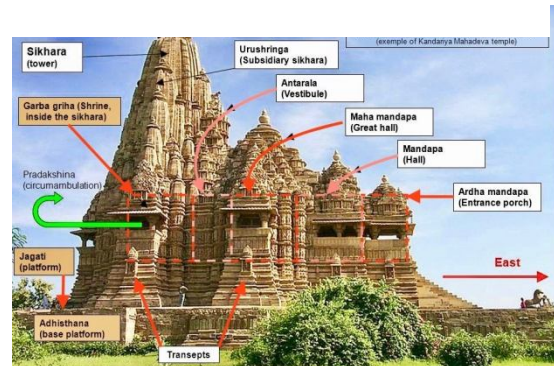 (exemple of Kandariya Mahadeva temple)
Sikhara
(tower)
Urushringa
(Subsidiary sikhara)
Antarala
(Vestibule)
Garba griha (Shrine,
inside the sikhara)
Maha mandapa
(Great hall)
Mandapa
(Hall)
Pradakshina
(circumambulation)
Ardha mandapa
(Entrance porch)
Jagati
(platform)
East
Adhisthana
(base platform)
Transepts